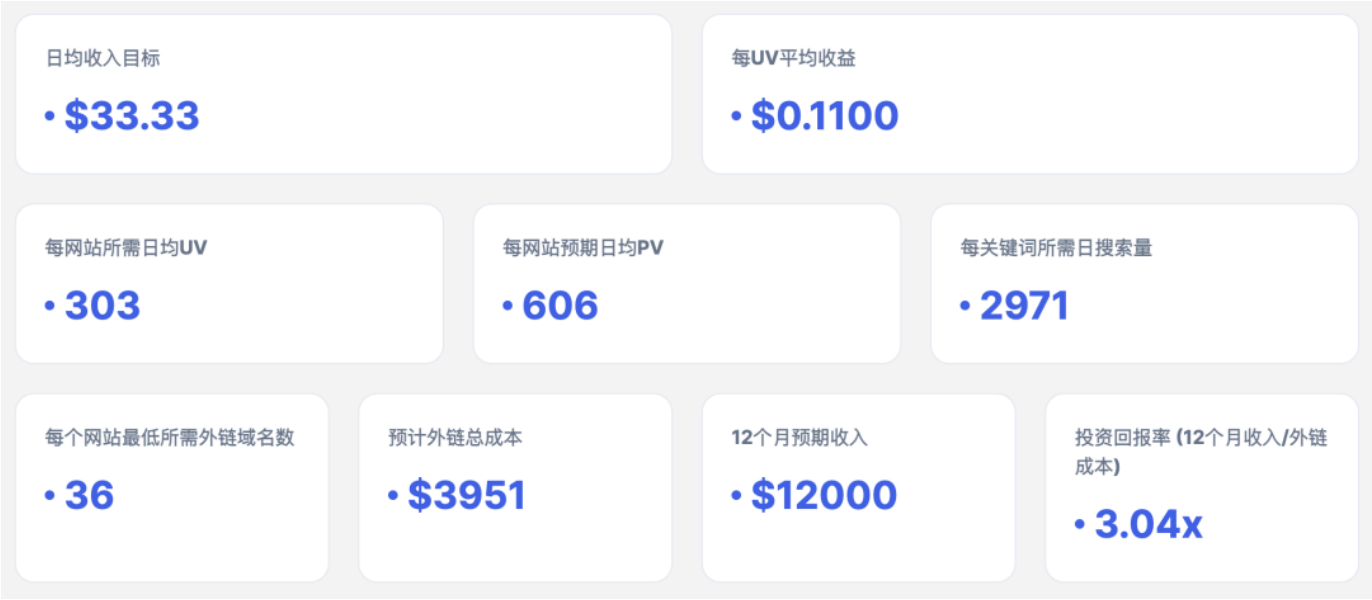 日均收入目标
每UV平均收益
• $33.33
• $0.1100
每网站所需日均UV
每网站预期日均PV
每关键词所需日搜索量
• 303
• 606
• 2971
每个网站最低所需外链域名数
预计外链总成本
12个月预期收入
投资回报率 (12个月收入/外链
成本)
• 36
• $3951
• $12000
• 3.04x